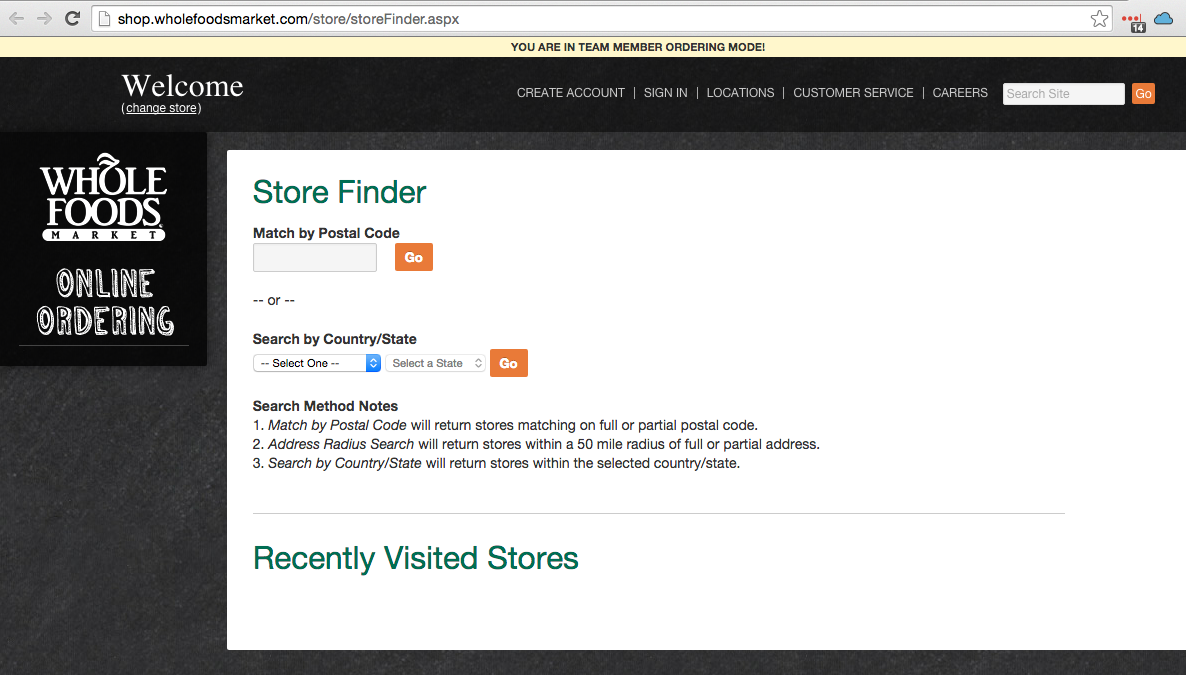 shop.wholefoodsmarket.com/store/storeFinder.aspx
14
YOU ARE IN TEAM MEMBER ORDERING MODE!
Welcome
(change store)
CREATE ACCOUNT | SIGN IN | LOCATIONS | CUSTOMER SERVICE | CAREERS
Search Site
Go
WHOLE
FOODS
MARKET
ONLINE
ORDERING
Store Finder
Match by Postal Code
Go
-- or --
Search by Country/State
-- Select One --
Select a State
Go
Search Method Notes
1. Match by Postal Code will return stores matching on full or partial postal code.
2. Address Radius Search will return stores within a 50 mile radius of full or partial address.
3. Search by Country/State will return stores within the selected country/state.
Recently Visited Stores